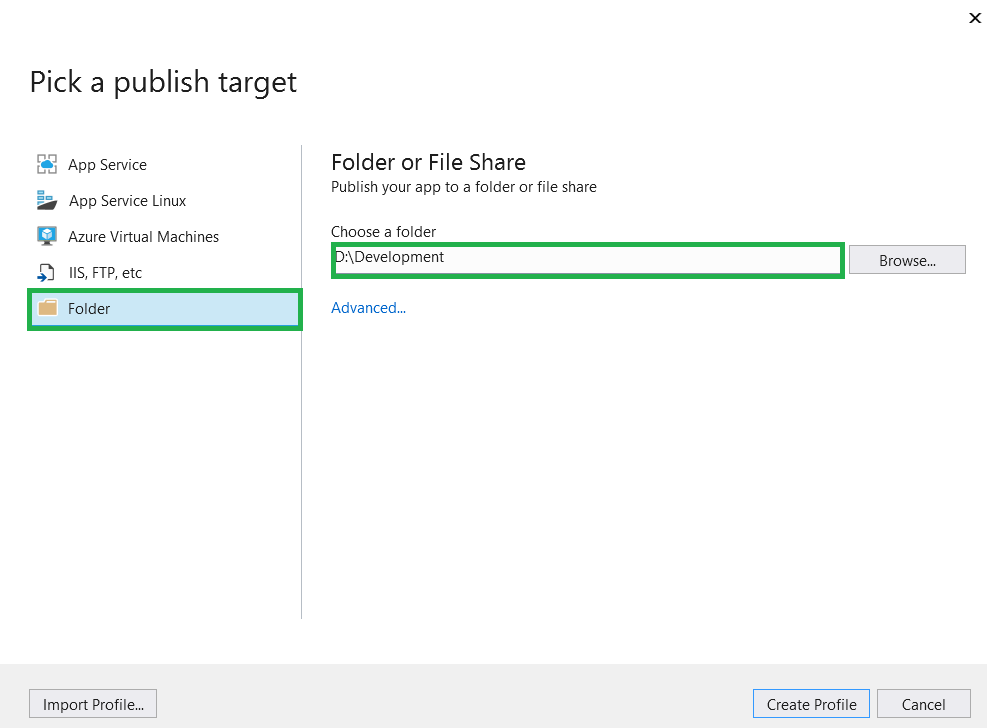 Pick a publish target
App Service
App Service Linux
Azure Virtual Machines
IIS, FTP, etc
Folder
Folder or File Share
Publish your app to a folder or file share
Choose a folder
D:\Development
Browse...
Advanced...
Import Profile...
Create Profile
Cancel